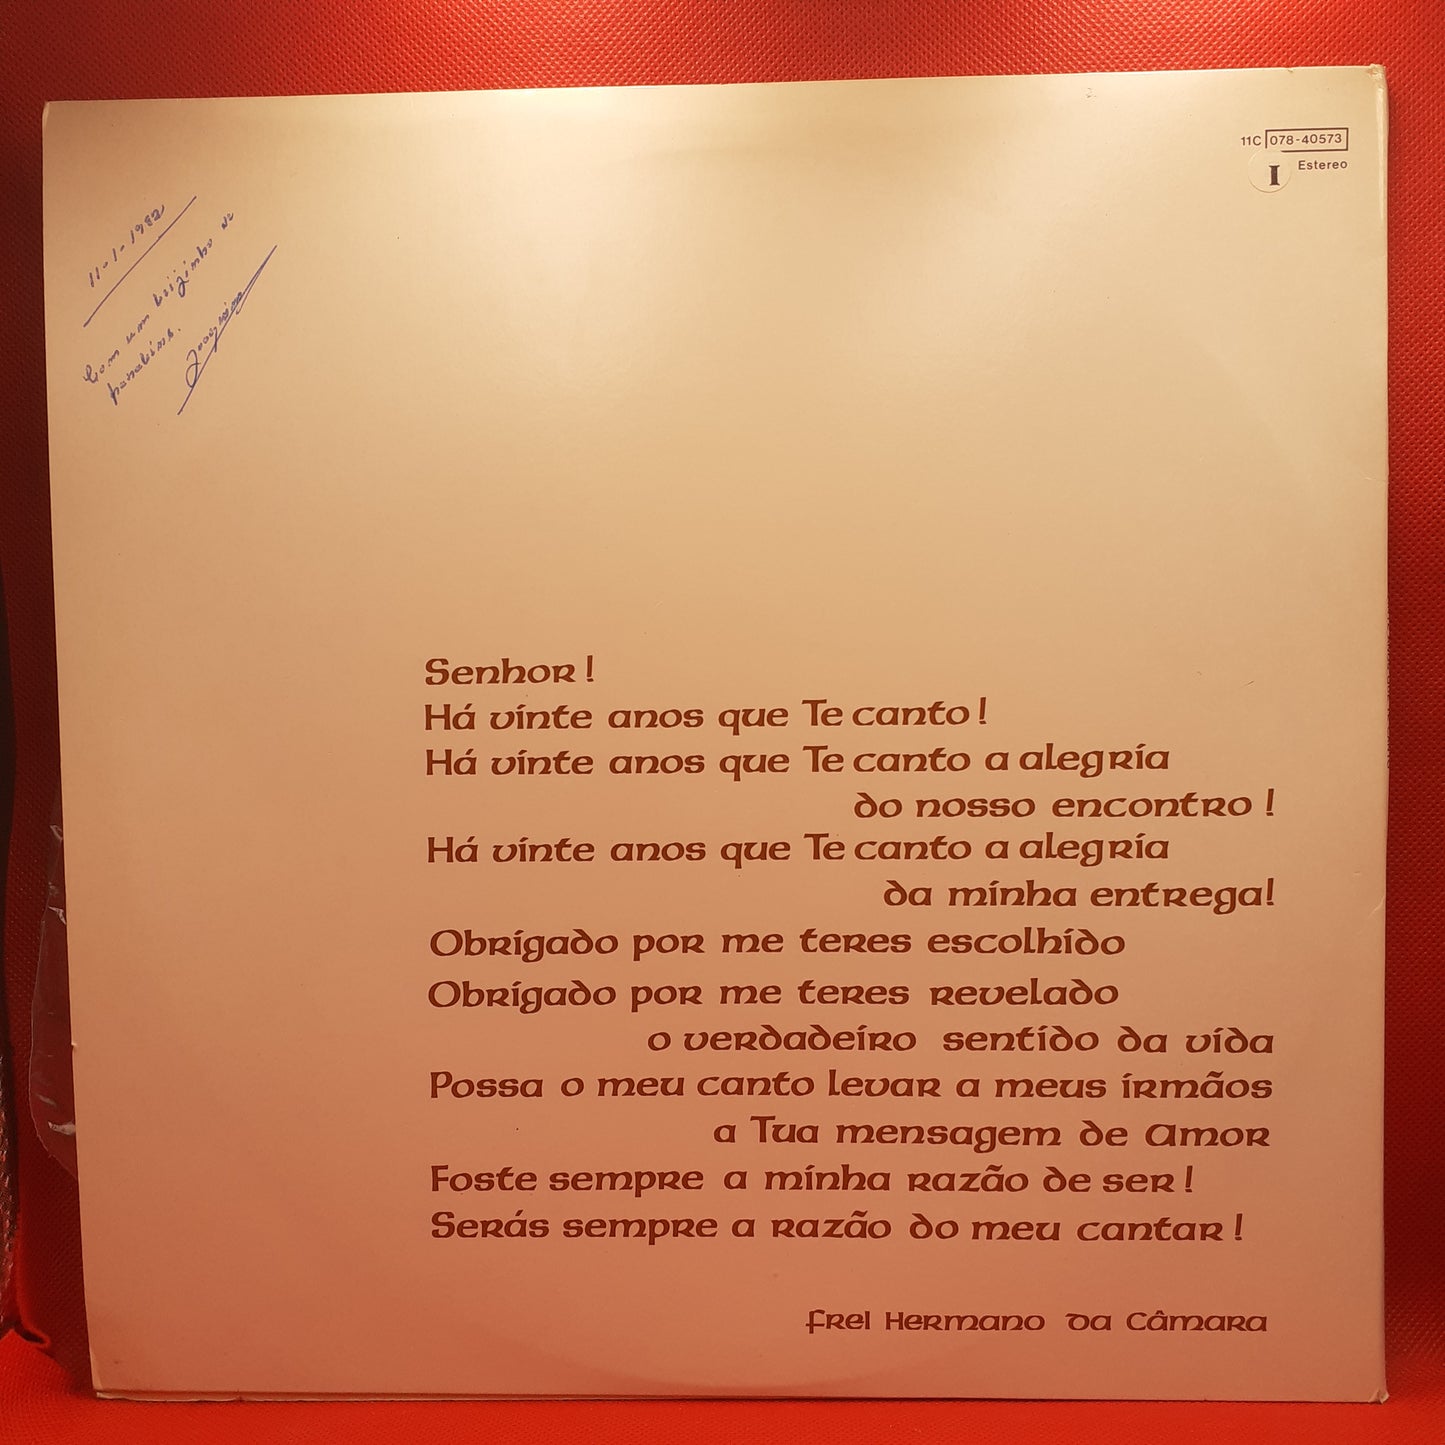 11C 078-40573
I Estereo
11-1-1982
Com um beijinho de
parabéns.
Senhor!
Há vinte anos que Te canto!
Há vinte anos que Te canto a alegria
do nosso encontro!
Há vinte anos que Te canto a alegria
da minha entrega!
Obrigado por me teres escolhido
Obrigado por me teres revelado
o verdadeiro sentido da vida
Possa o meu canto levar a meus irmãos
a Tua mensagem de Amor
Foste sempre a minha razão de ser!
Serás sempre a razão do meu cantar!
Frei Hermano da Câmara